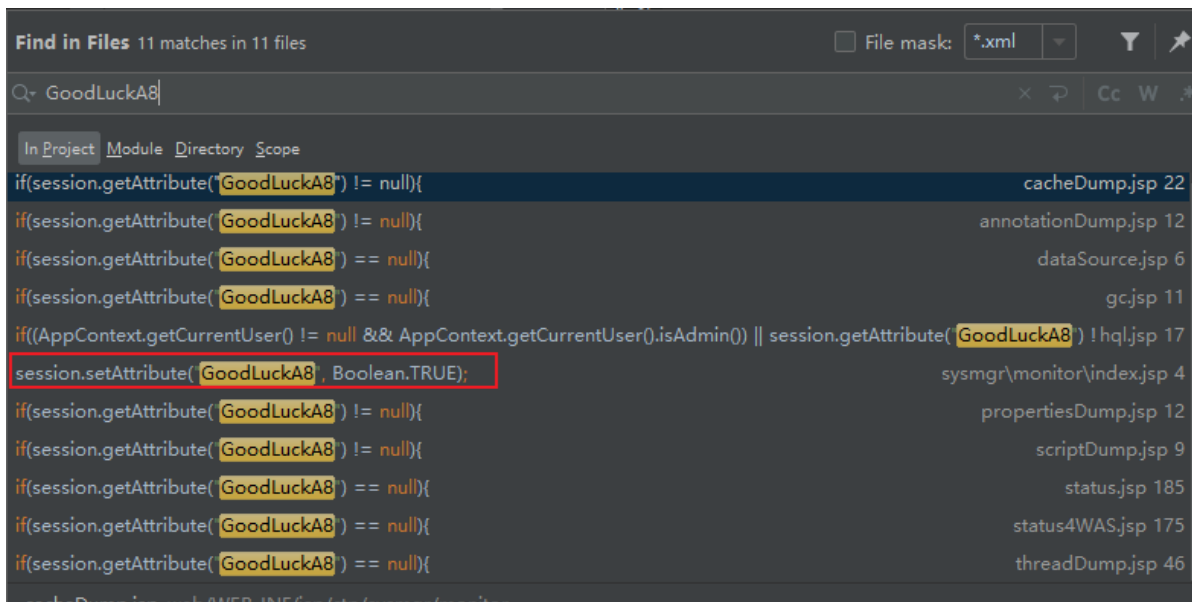 Find in Files 11 matches in 11 files File mask: *.xml
GoodLuckA8 Cc W .*
In Project Module Directory Scope
if(session.getAttribute("GoodLuckA8") != null){ cacheDump.jsp 22
if(session.getAttribute("GoodLuckA8") != null){ annotationDump.jsp 12
if(session.getAttribute("GoodLuckA8") == null){ dataSource.jsp 6
if(session.getAttribute("GoodLuckA8") == null){ gc.jsp 11
if((AppContext.getCurrentUser() != null && AppContext.getCurrentUser().isAdmin()) || session.getAttribute("GoodLuckA8") ! hql.jsp 17
session.setAttribute("GoodLuckA8", Boolean.TRUE); sysmgr\monitor\index.jsp 4
if(session.getAttribute("GoodLuckA8") != null){ propertiesDump.jsp 12
if(session.getAttribute("GoodLuckA8") != null){ scriptDump.jsp 9
if(session.getAttribute("GoodLuckA8") == null){ status.jsp 185
if(session.getAttribute("GoodLuckA8") == null){ status4WAS.jsp 175
if(session.getAttribute("GoodLuckA8") == null){ threadDump.jsp 46